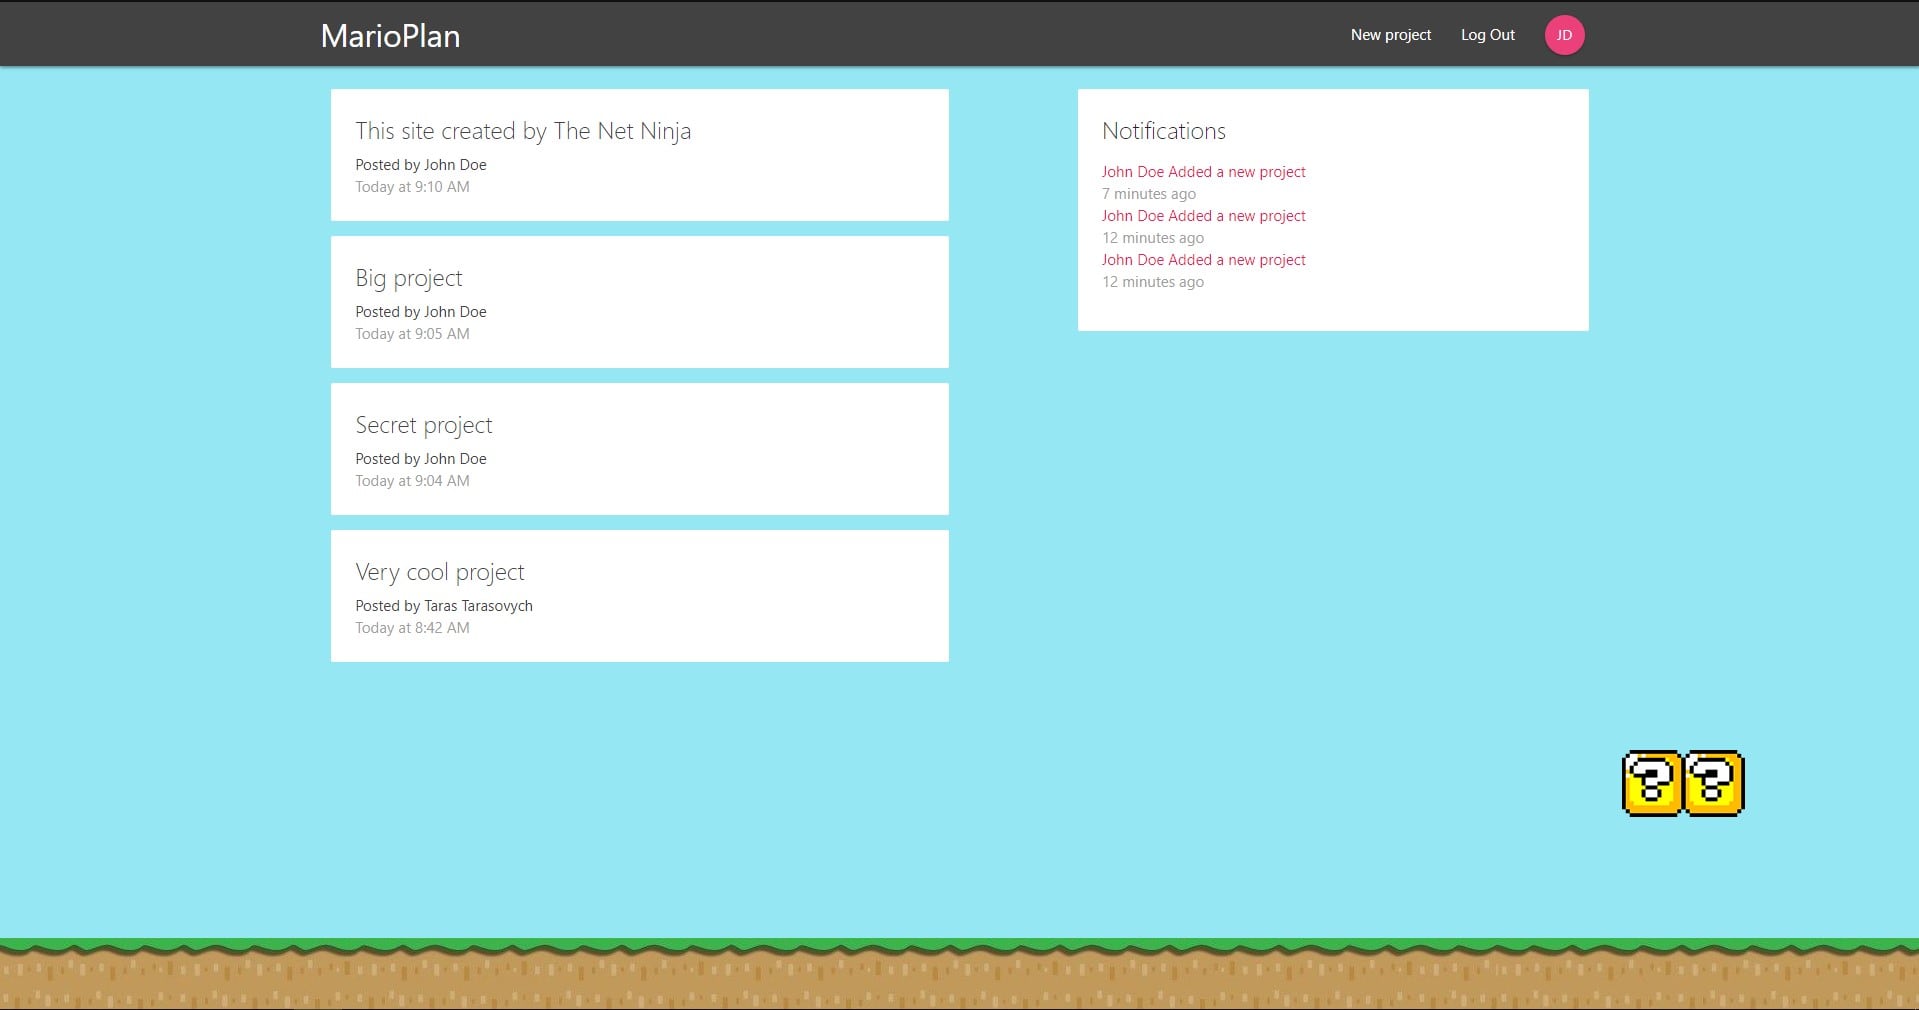 MarioPlan
New project
Log Out
JD
This site created by The Net Ninja
Posted by John Doe
Today at 9:10 AM
Big project
Posted by John Doe
Today at 9:05 AM
Secret project
Posted by John Doe
Today at 9:04 AM
Very cool project
Posted by Taras Tarasovych
Today at 8:42 AM
Notifications
John Doe Added a new project
7 minutes ago
John Doe Added a new project
12 minutes ago
John Doe Added a new project
12 minutes ago
? ?